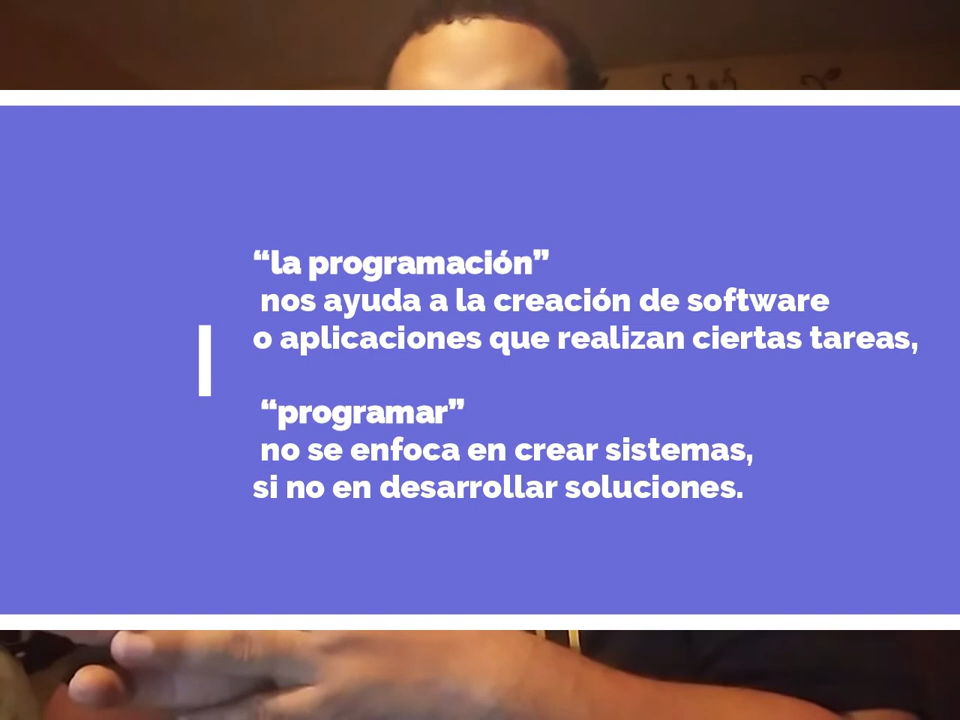 “la programación”
nos ayuda a la creación de software
o aplicaciones que realizan ciertas tareas,
“programar”
no se enfoca en crear sistemas,
si no en desarrollar soluciones.